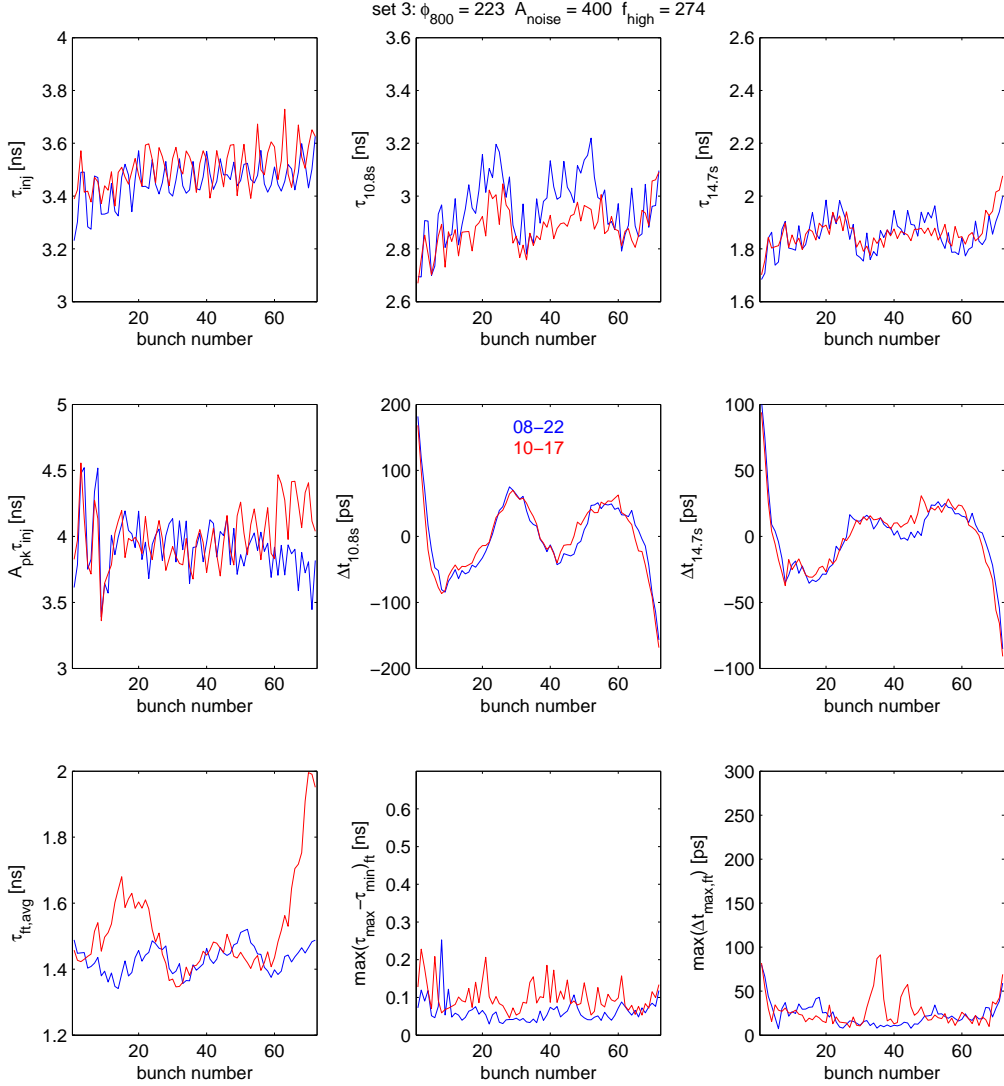 set 3: ϕ800 = 223 Anoise = 400 fhigh = 274
4
3.8
3.6
3.4
3.2
3
τinj [ns]
20 40 60
bunch number
3.4
3.2
3
2.8
2.6
τ10.8s [ns]
20 40 60
bunch number
2.6
2.4
2.2
2
1.8
1.6
τ14.7s [ns]
20 40 60
bunch number
5
4.5
4
3.5
3
Apkτinj [ns]
20 40 60
bunch number
200
100
0
−100
−200
Δt10.8s [ps]
08−22
10−17
20 40 60
bunch number
100
50
0
−50
−100
Δt14.7s [ps]
20 40 60
bunch number
2
1.8
1.6
1.4
1.2
τft,avg [ns]
0 20 40 60
bunch number
0.6
0.5
0.4
0.3
0.2
0.1
0
max(τmax−τmin)ft [ns]
20 40 60
bunch number
300
250
200
150
100
50
0
max(Δtmax,ft) [ps]
20 40 60
bunch number